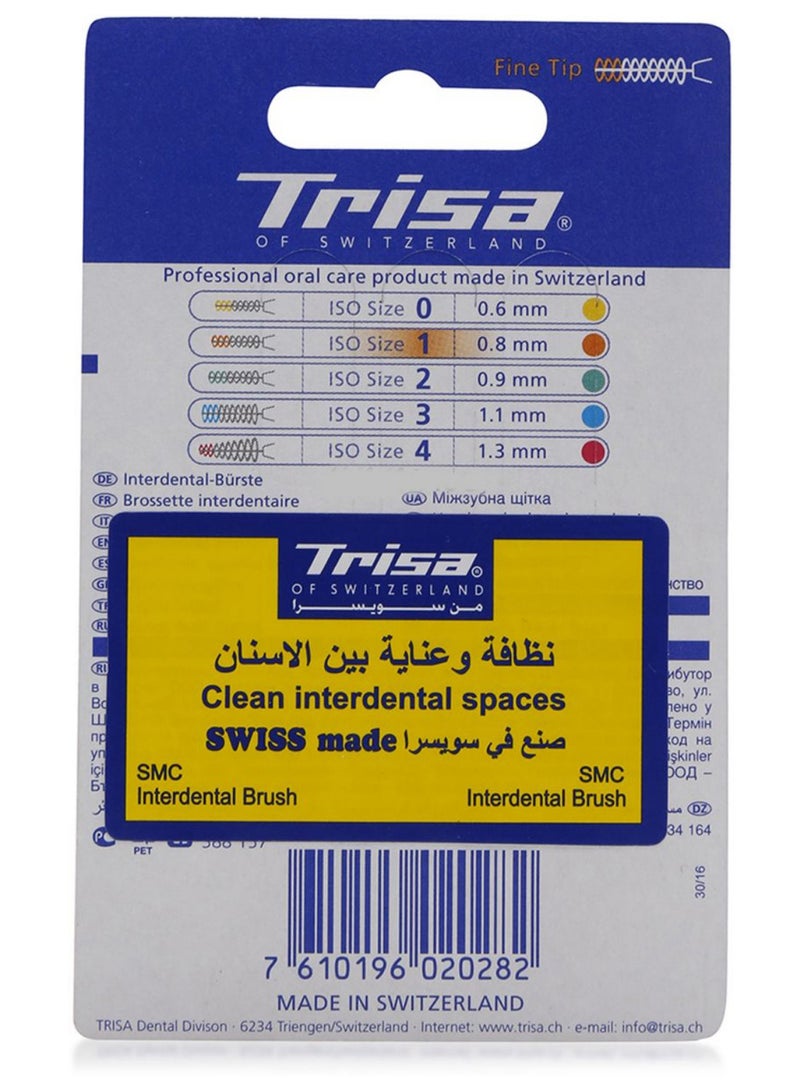 Fine Tip
Trisa®
OF SWITZERLAND
Professional oral care product made in Switzerland
ISO Size 0 0.6 mm
ISO Size 1 0.8 mm
ISO Size 2 0.9 mm
ISO Size 3 1.1 mm
ISO Size 4 1.3 mm
DE Interdental-Bürste
FR Brossette interdentaire
UA Міжзубна щітка
IT
Trisa®
OF SWITZERLAND
من سويسرا
نظافة وعناية بين الاسنان
Clean interdental spaces
SWISS made صنع في سويسرا
SMC
Interdental Brush
SMC
Interdental Brush
DZ
34 164
PET
30/16
7 610196 020282
MADE IN SWITZERLAND
TRISA Dental Divison · 6234 Triengen/Switzerland · Internet: www.trisa.ch · e-mail: info@trisa.ch